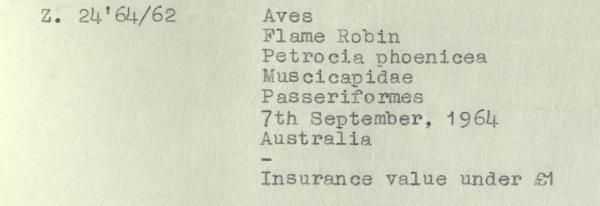 Z. 24'64/62 Aves
Flame Robin
Petrocia phoenicea
Muscicapidae
Passeriformes
7th September, 1964
Australia
-
Insurance value under £1